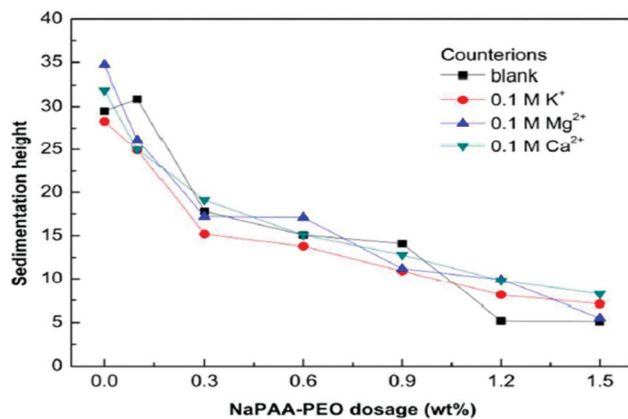 40
35
30
25
20
15
10
5
0
Sedimentation height
Counterions
blank
0.1 M K⁺
0.1 M Mg²⁺
0.1 M Ca²⁺
0.0 0.3 0.6 0.9 1.2 1.5
NaPAA-PEO dosage (wt%)